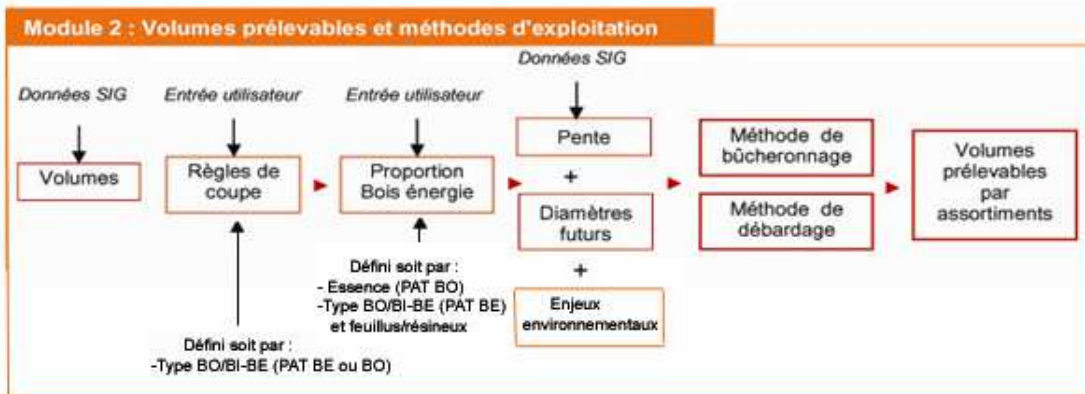 Module 2 : Volumes prélevables et méthodes d'exploitation
Données SIG
Volumes
Entrée utilisateur
Règles de
coupe
Défini soit par :
-Type BO/BI-BE (PAT BE ou BO)
Entrée utilisateur
Proportion
Bois énergie
Défini soit par :
- Essence (PAT BO)
-Type BO/BI-BE (PAT BE)
et feuillus/résineux
Données SIG
Pente
+
Diamètres
futurs
+
Enjeux
environnementaux
Méthode de
bûcheronnage
Méthode de
débardage
Volumes
prélevables
par
assortiments